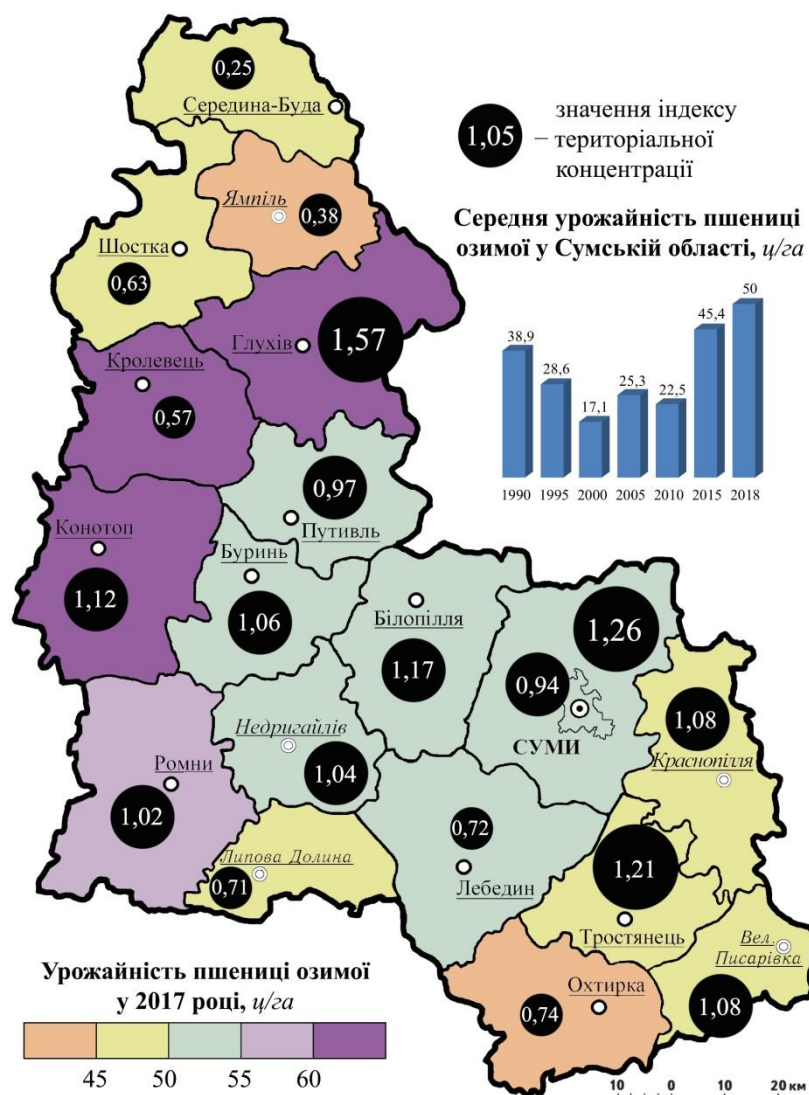 0,25
Середина-Буда
1,05
значення індексу
– територіальної
концентрації
Ямпіль
0,38
Шостка
0,63
Середня урожайність пшениці
озимої у Сумській області, ц/га
38,9
28,6
17,1
25,3
22,5
45,4
50
1990
1995
2000
2005
2010
2015
2018
Глухів
1,57
Кролевець
0,57
0,97
Путивль
Конотоп
1,12
Буринь
1,06
Білопілля
1,17
1,26
0,94
СУМИ
1,08
Краснопілля
Недригайлів
1,04
Ромни
1,02
Липова Долина
0,71
0,72
Лебедин
1,21
Тростянець
Вел.
Писарівка
1,08
Охтирка
0,74
Урожайність пшениці озимої
у 2017 році, ц/га
45
50
55
60
10
0
10
20 км